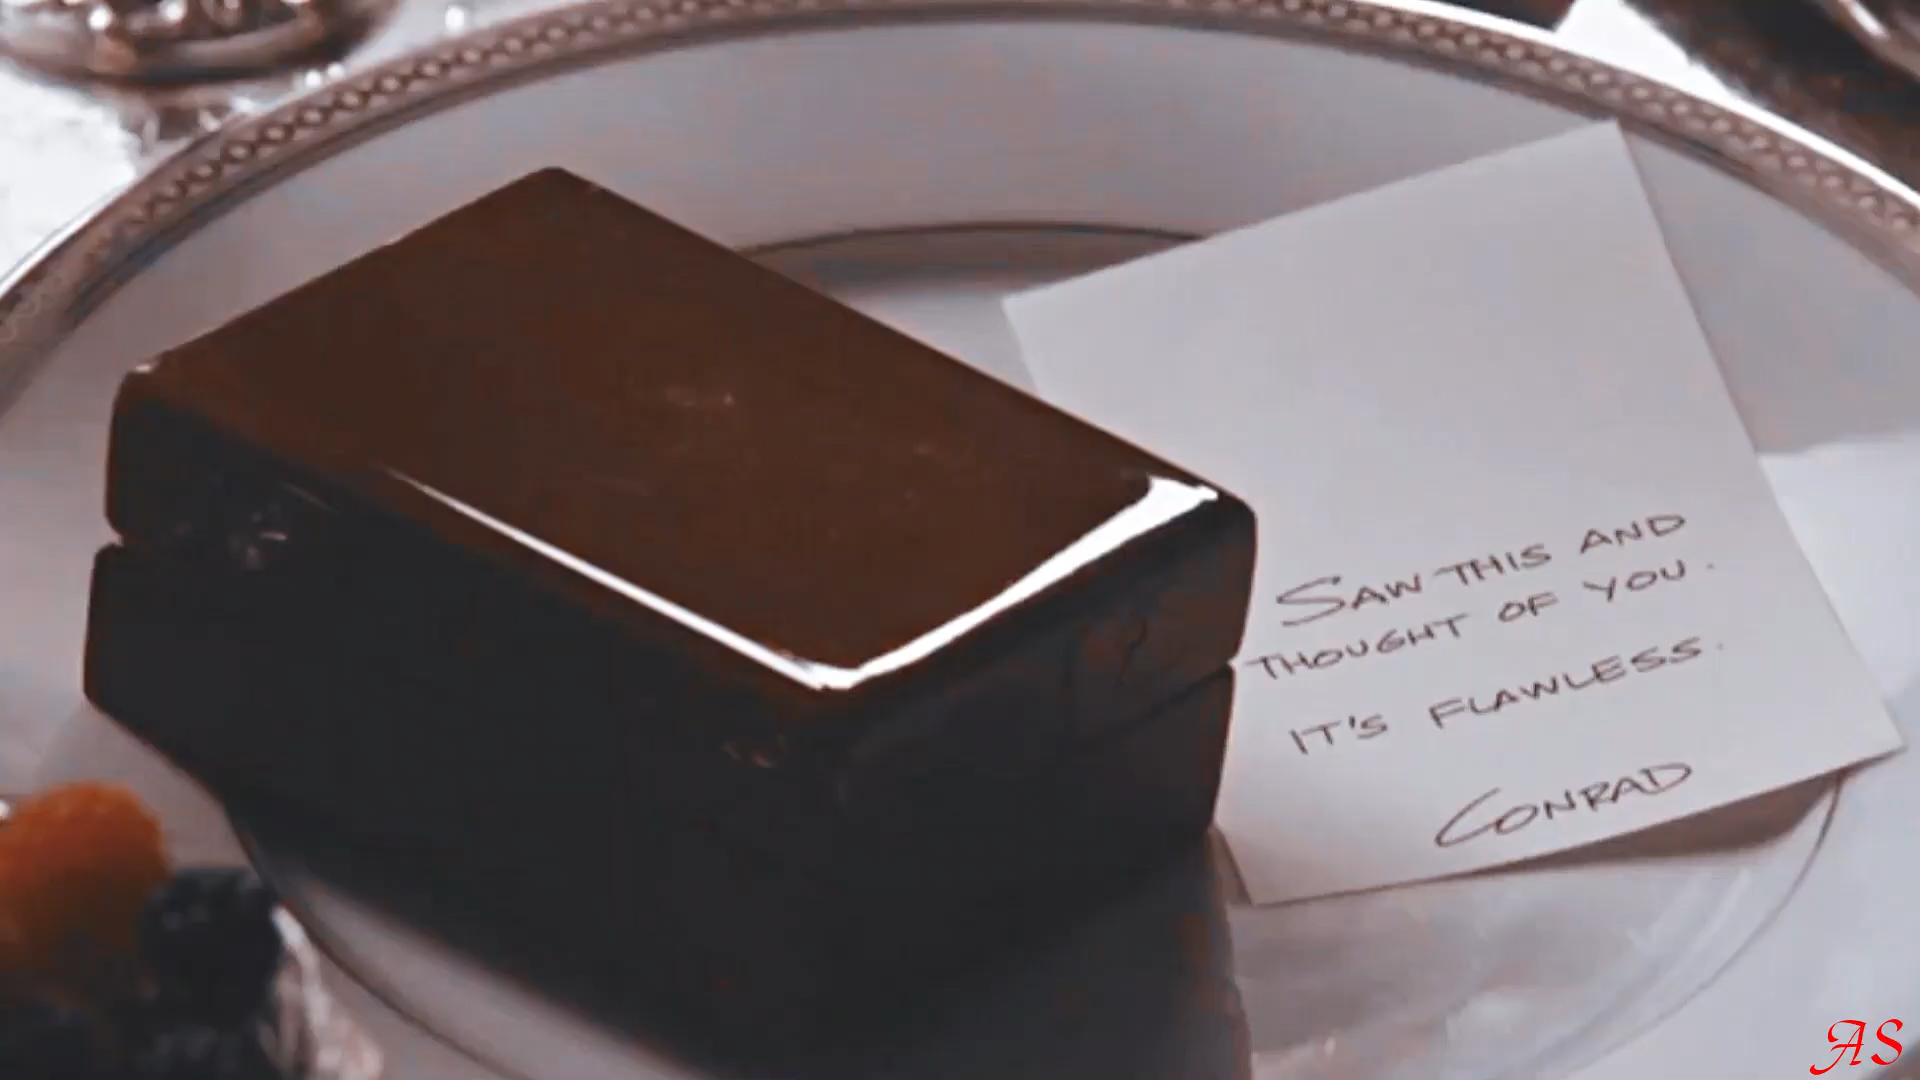 SAW THIS AND
THOUGHT OF YOU.
IT'S FLAWLESS.
CONRAD
AS